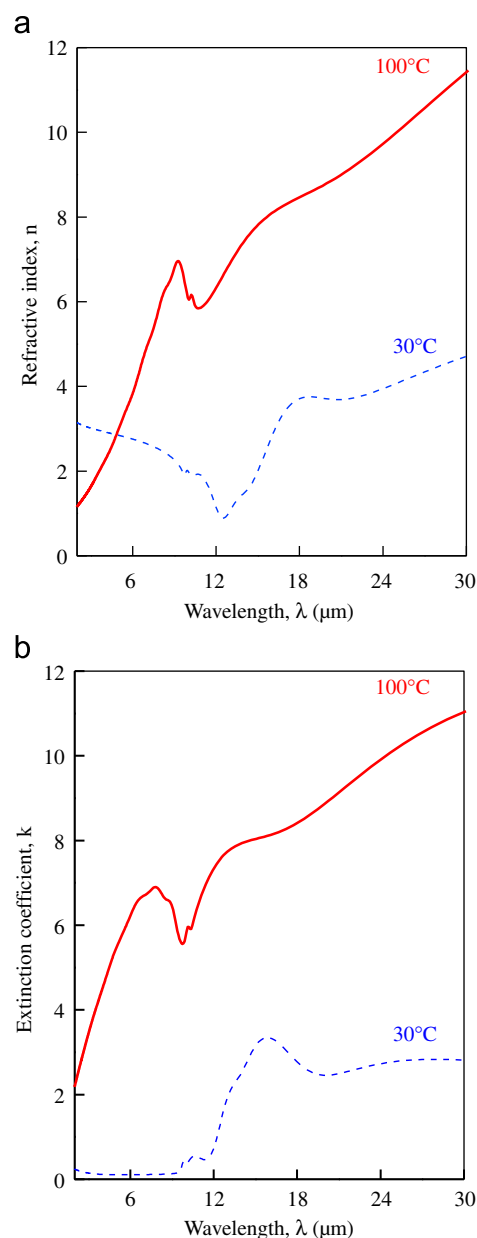 a
12
10
8
6
4
2
0
Refractive index, n
100°C
30°C
6 12 18 24 30
Wavelength, λ (µm)
b
12
10
8
6
4
2
0
Extinction coefficient, k
100°C
30°C
6 12 18 24 30
Wavelength, λ (µm)